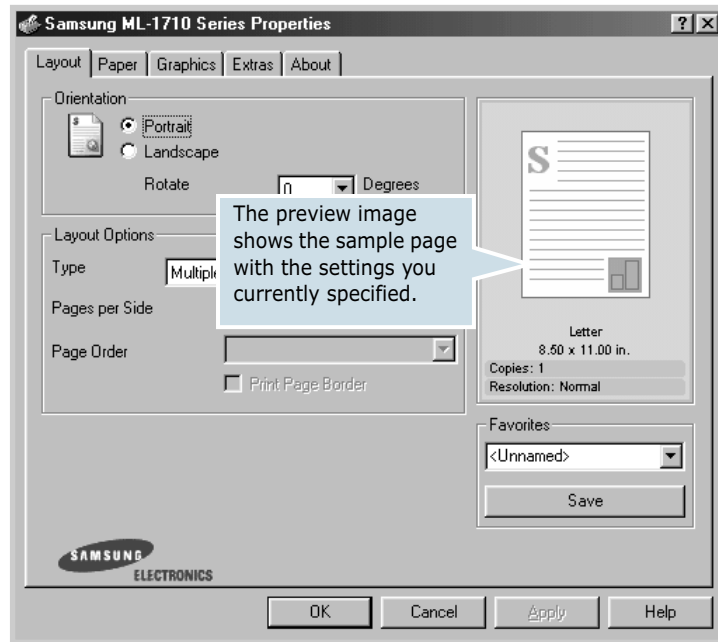 Samsung ML-1710 Series Properties
? X
Layout Paper Graphics Extras About
Orientation
S
Portrait
Landscape
Rotate
0
Degrees
Layout Options
Type
Multiple
Pages per Side
Page Order
Print Page Border
The preview image
shows the sample page
with the settings you
currently specified.
S
Letter
8.50 x 11.00 in.
Copies: 1
Resolution: Normal
Favorites
<Unnamed>
Save
SAMSUNG
ELECTRONICS
OK Cancel Apply Help